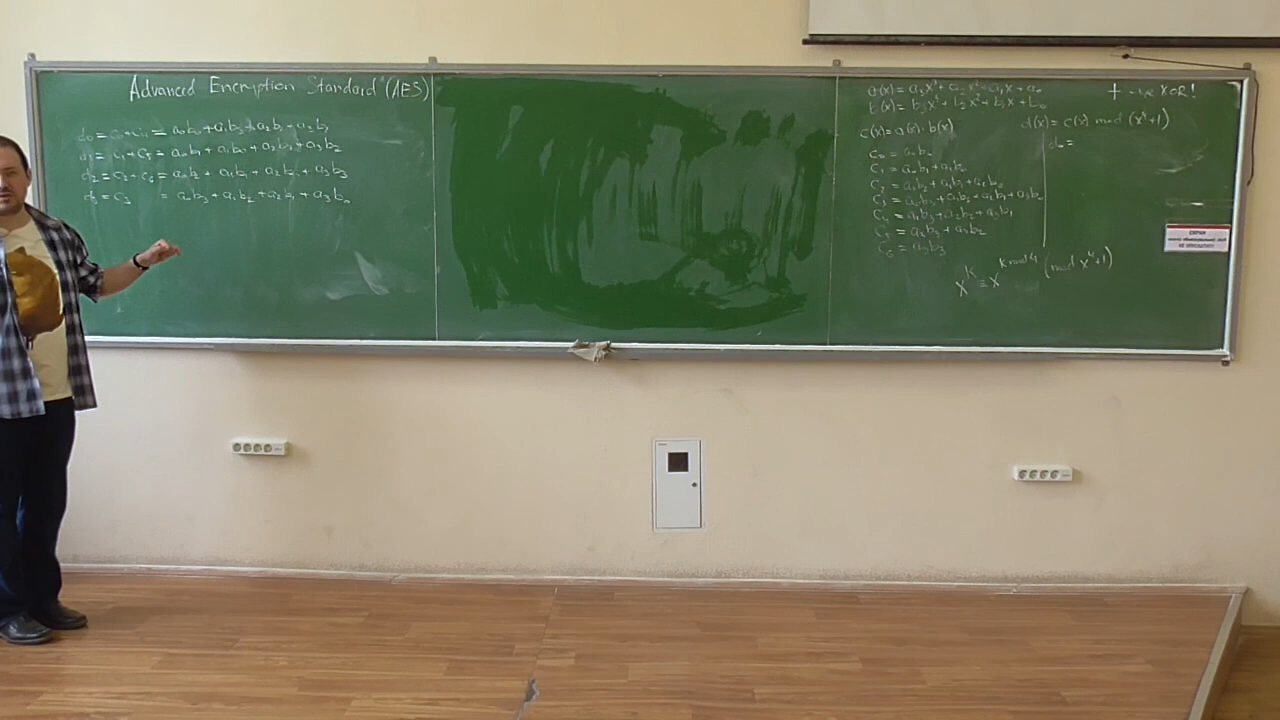 Advanced Encryption Standard (AES)
d₀ = c₀ + c₄ = a₀b₀ + a₁b₃ + a₂b₂ + a₃b₁
d₁ = c₁ + c₅ = a₀b₁ + a₁b₀ + a₂b₃ + a₃b₂
d₂ = c₂ + c₆ = a₀b₂ + a₁b₁ + a₂b₀ + a₃b₃
d₃ = c₃ = a₀b₃ + a₁b₂ + a₂b₁ + a₃b₀
a(x) = a₃x³ + a₂x² + a₁x + a₀
b(x) = b₃x³ + b₂x² + b₁x + b₀
c(x) = a(x)·b(x)
c₀ = a₀b₀
c₁ = a₀b₁ + a₁b₀
c₂ = a₀b₂ + a₁b₁ + a₂b₀
c₃ = a₀b₃ + a₁b₂ + a₂b₁ + a₃b₀
c₄ = a₁b₃ + a₂b₂ + a₃b₁
c₅ = a₂b₃ + a₃b₂
c₆ = a₃b₃
+ XOR!
d(x) = c(x) mod (x⁴+1)
d₀ =
xᵏ ≡ x^(k mod 4) (mod x⁴+1)